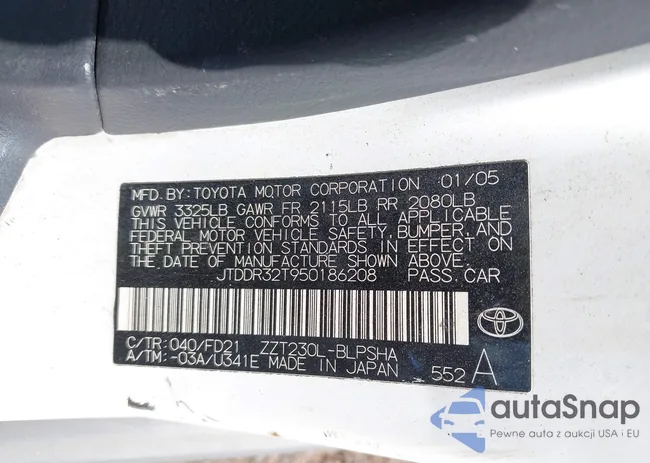 MFD. BY: TOYOTA MOTOR CORPORATION 01/05
GVWR 3325LB GAWR FR 2115LB RR 2080LB
THIS VEHICLE CONFORMS TO ALL APPLICABLE
FEDERAL MOTOR VEHICLE SAFETY, BUMPER, AND
THEFT PREVENTION STANDARDS IN EFFECT ON
THE DATE OF MANUFACTURE SHOWN ABOVE.
JTDDR32T950186208 PASS. CAR
C/TR: 040/FD21 ZZT230L-BLPSHA
A/TM: -03A/U341E MADE IN JAPAN 552 A
autaSnap
Pewne auta z aukcji USA i EU